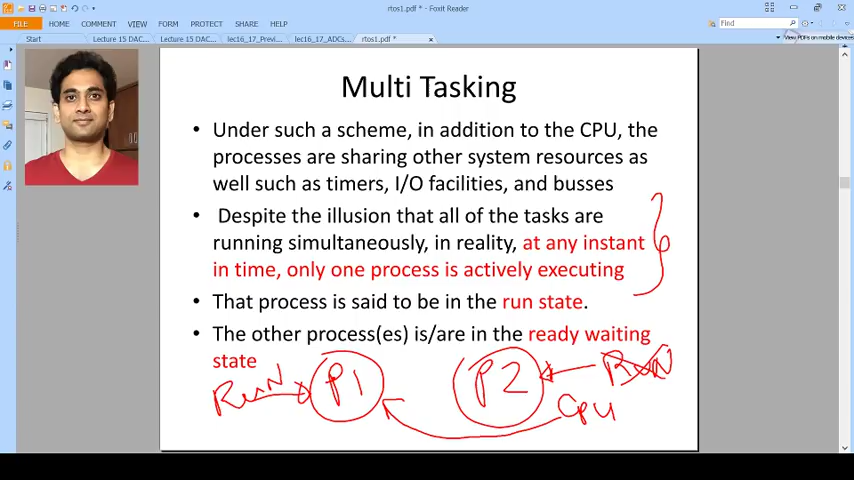 rtos1.pdf * - Foxit Reader
FILE HOME COMMENT VIEW FORM PROTECT SHARE HELP
Find
Start Lecture 15 DAC... Lecture 15 DAC... lec16_17_Previ... lec16_17_ADCs... rtos1.pdf *
View PDFs on mobile devices
Multi Tasking
• Under such a scheme, in addition to the CPU, the
processes are sharing other system resources as
well such as timers, I/O facilities, and busses
• Despite the illusion that all of the tasks are
running simultaneously, in reality, at any instant
in time, only one process is actively executing
• That process is said to be in the run state.
• The other process(es) is/are in the ready waiting
state
RuN P1 P2 RuN
CPU